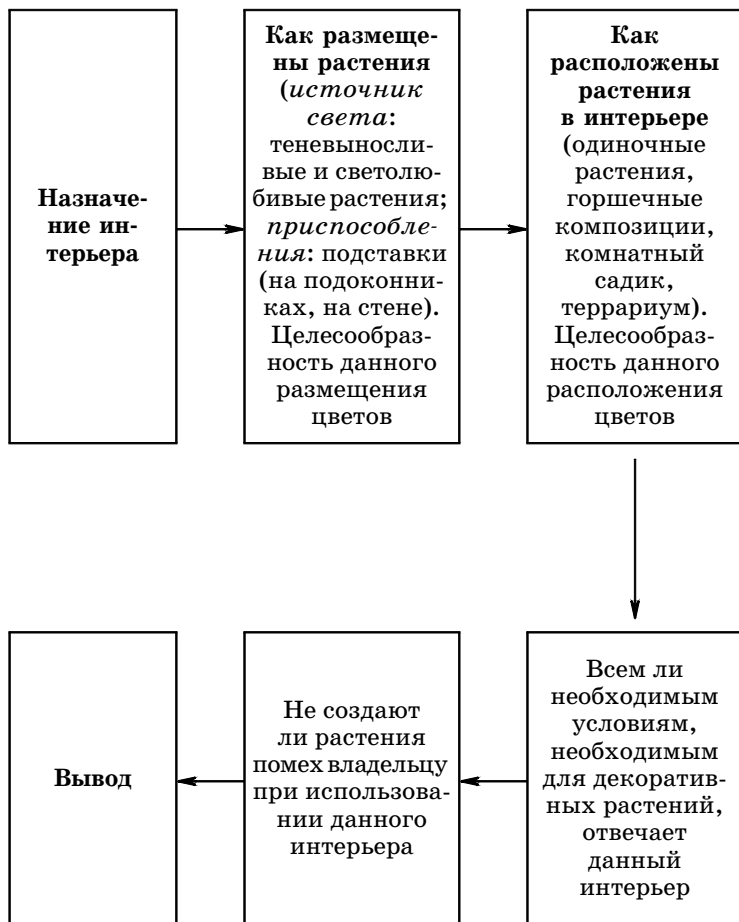 Назначе-
ние ин-
терьера
Как размеще-
ны растения
(источник
света:
теневыносли-
вые и светолю-
бивые растения;
приспособле-
ния: подставки
(на подоконни-
ках, на стене).
Целесообраз-
ность данного
размещения
цветов
Как
расположены
растения
в интерьере
(одиночные
растения,
горшечные
композиции,
комнатный
садик,
террариум).
Целесообраз-
ность данного
расположения
цветов
Всем ли
необходимым
условиям,
необходимым
для декоратив-
ных растений,
отвечает
данный
интерьер
Не создают
ли растения
помех владельцу
при использова-
нии данного
интерьера
Вывод